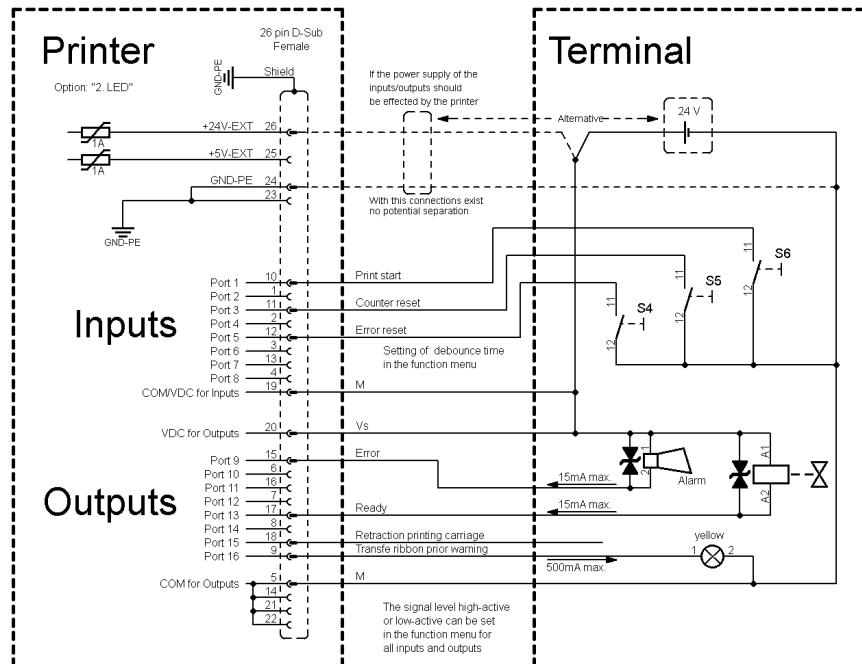 Printer
26 pin D-Sub
Female
Terminal
Option: "2. LED"
GND-PE
Shield
If the power supply of the
inputs/outputs should
be effected by the printer
Alternative
24 V
1A
+24V-EXT 26
1A
+5V-EXT 25
GND-PE 24
23
GND-PE
With this connections exist
no potential separation
Inputs
Port 1 10 Print start
Port 2 1
Port 3 11 Counter reset
Port 4 2
Port 5 12 Error reset
Port 6 3
Port 7 13
Port 8 4
COM/VDC for Inputs 19 M
11 12 S4
11 12 S5
11 12 S6
Setting of debounce time
in the function menu
VDC for Outputs 20 Vs
Outputs
Port 9 15 Error
Port 10 6
Port 11 16
Port 12 7
Port 13 17 Ready
Port 14 8
Port 15 18 Retraction printing carriage
Port 16 9 Transfe ribbon prior warning
COM for Outputs 5 M
14
21
22
15mA max.
2 1
Alarm
15mA max.
A1
A2
500mA max.
yellow
1 2
The signal level high-active
or low-active can be set
in the function menu for
all inputs and outputs